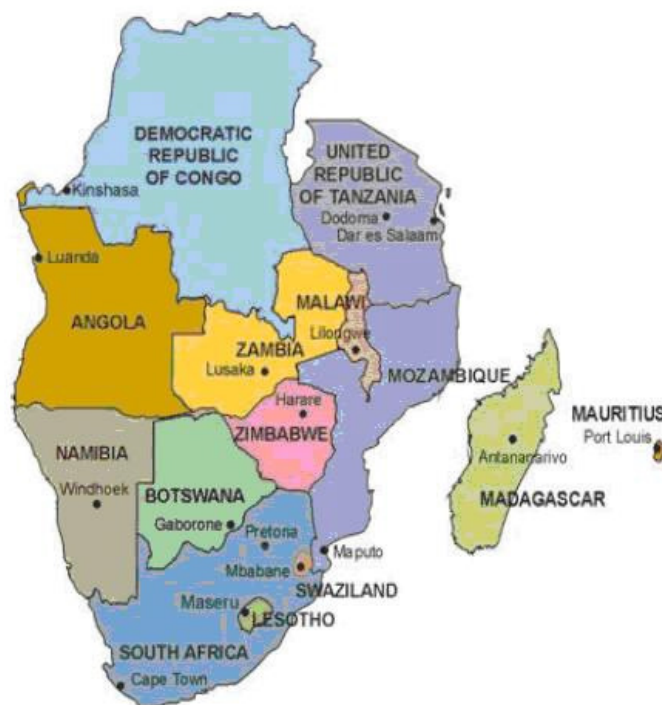 DEMOCRATIC
REPUBLIC
OF CONGO
Kinshasa
UNITED
REPUBLIC
OF TANZANIA
Dodoma
Dar es Salaam
Luanda
ANGOLA
MALAWI
Lilongwe
ZAMBIA
Lusaka
MOZAMBIQUE
Harare
ZIMBABWE
MAURITIUS
Port Louis
Antananarivo
MADAGASCAR
NAMIBIA
Windhoek
BOTSWANA
Gaborone
Pretoria
Maputo
Mbabane
SWAZILAND
Maseru
LESOTHO
SOUTH AFRICA
Cape Town